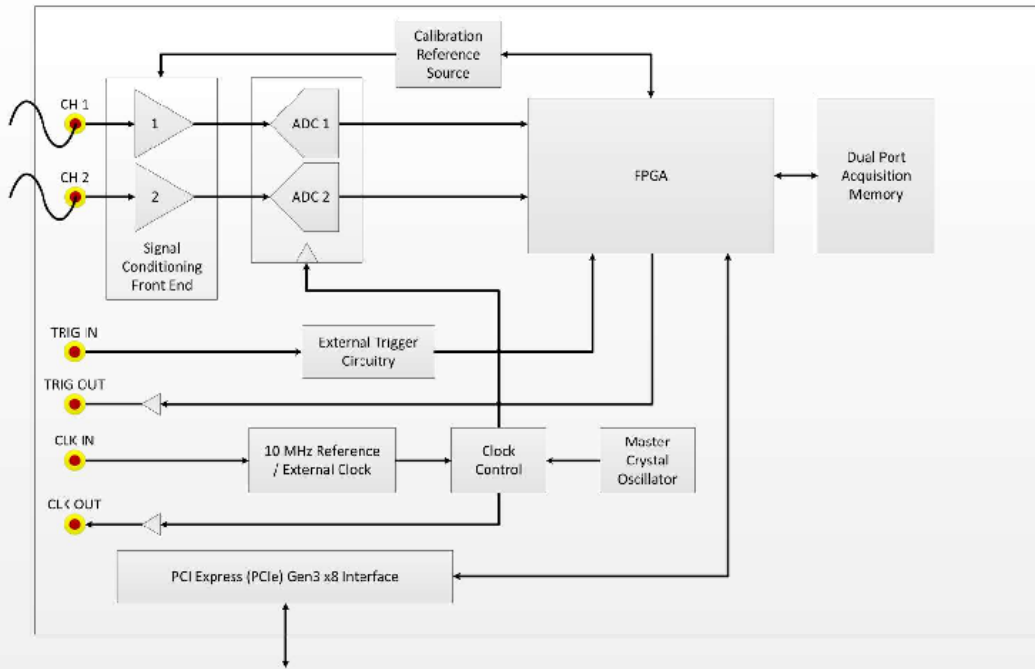 Calibration
Reference
Source
CH 1
1
ADC 1
FPGA
Dual Port
Acquisition
Memory
CH 2
2
ADC 2
Signal
Conditioning
Front End
TRIG IN
External Trigger
Circuitry
TRIG OUT
CLK IN
10 MHz Reference
/ External Clock
Clock
Control
Master
Crystal
Oscillator
CLK OUT
PCI Express (PCIe) Gen3 x8 Interface